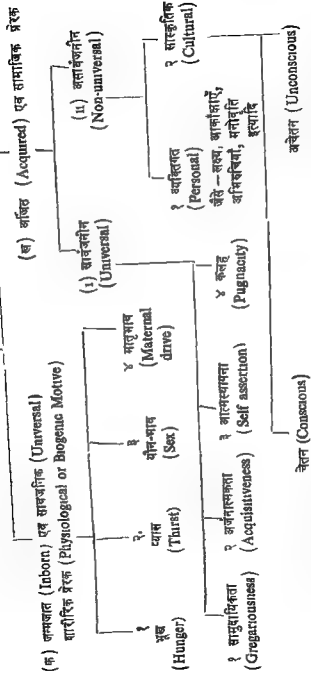 (क) जन्मजात (Inborn) एव सावजनिक (Universal)
शारीरिक प्रेरक (Physiological or Biogenic Motive)
(ख) अर्जित (Acquired) एव सामाजिक प्रेरक
१
भूख
(Hunger)
२.
प्यास
(Thirst)
३
यौन-भाव
(Sex)
४ मातृभाव
(Maternal
drive)
(i) सार्वजनीन
(Universal)
(ii) असार्वजनीन
(Non-universal)
१ सामुदायिकता
(Gregariousness)
२ अर्जनात्मकता
(Acquisitiveness)
३ आत्मस्थापना
(Self assertion)
४ कलह
(Pugnacity)
१ व्यक्तिगत
(Personal)
जैसे – लक्ष्य, आकांक्षाएँ,
अभिरुचियाँ, मनोवृत्ति
इत्यादि
२ सांस्कृतिक
(Cultural)
चेतन (Conscious)
अचेतन (Unconscious)